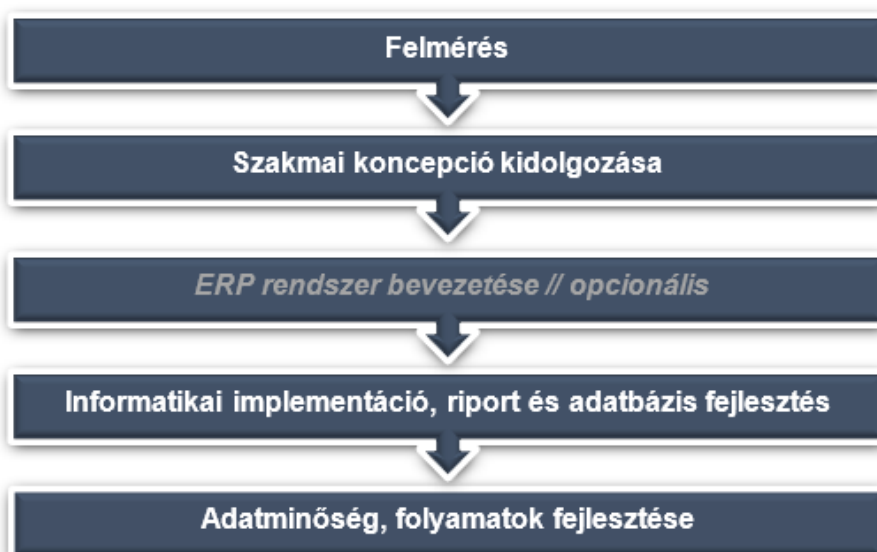 Felmérés
Szakmai koncepció kidolgozása
ERP rendszer bevezetése // opcionális
Informatikai implementáció, riport és adatbázis fejlesztés
Adatminőség, folyamatok fejlesztése